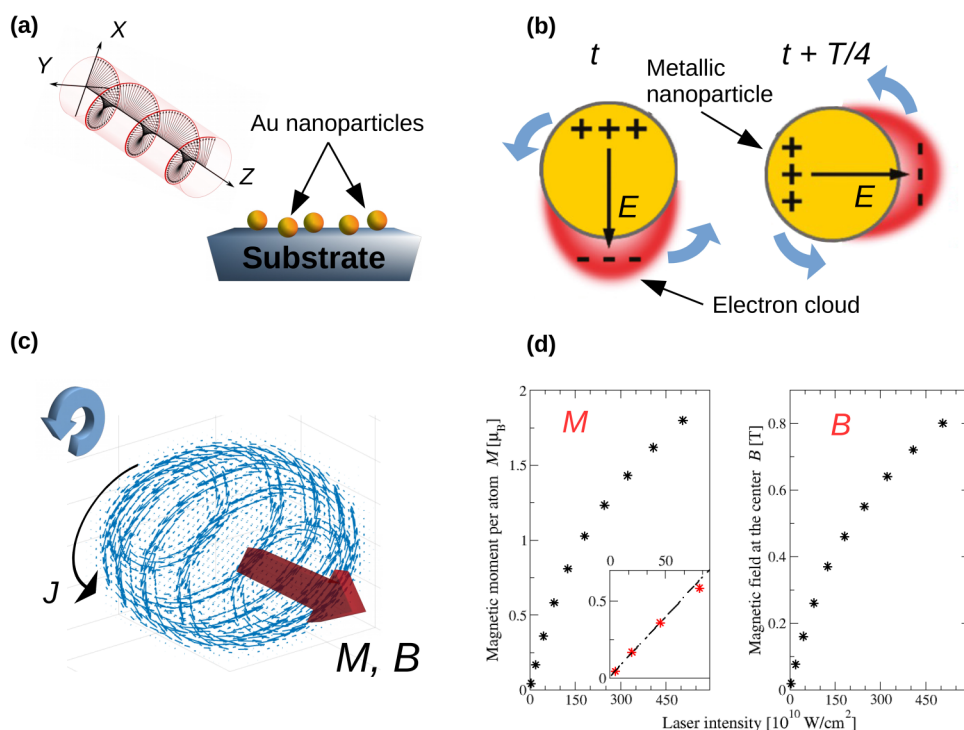 (a)
X
Y
Z
Au nanoparticles
Substrate
(b)
t
t + T/4
Metallic
nanoparticle
+ + +
E
- - -
+
+
+
E
-
-
-
Electron cloud
(c)
J
M, B
(d)
Magnetic moment per atom M [μB]
2
1.5
1
0.5
0
M
0 50
0.5
0
0 150 300 450
Magnetic field at the center B [T]
0.8
0.6
0.4
0.2
0.0
B
0 150 300 450
Laser intensity [10^10 W/cm^2]